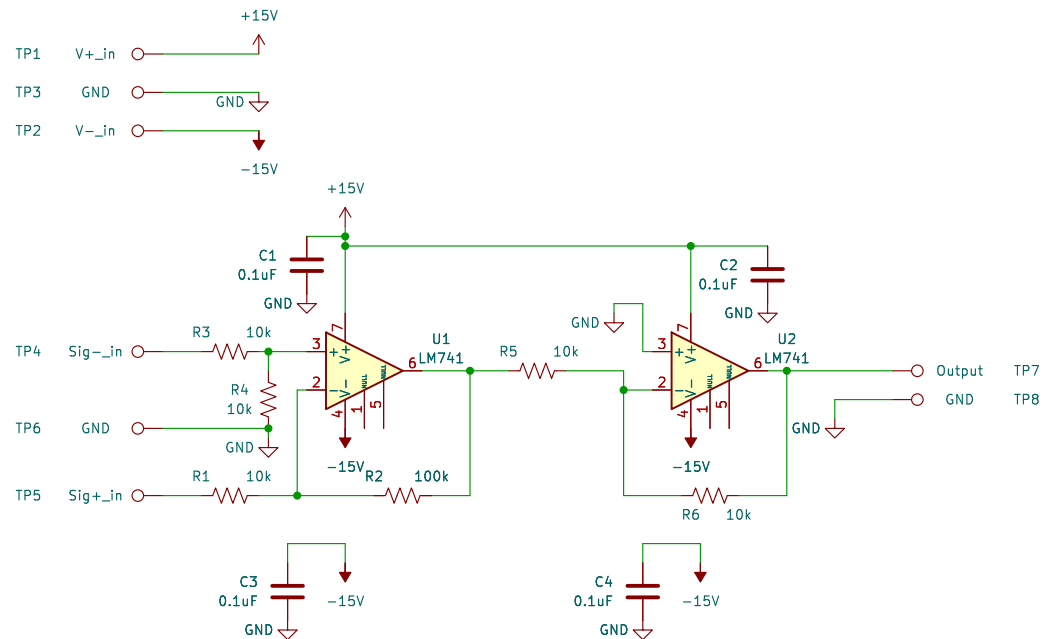 +15V
TP1 V+_in
TP3 GND GND
TP2 V-_in
-15V
+15V
C1
0.1uF
GND
C2
0.1uF
GND
GND
R3 10k
TP4 Sig-_in
R4
10k
TP6 GND
GND
R1 10k
TP5 Sig+_in
7
3 + V+
2 - V-
4 1 5
NULL NULL
6
U1
LM741
-15V
R2 100k
R5 10k
7
3 + V+
2 - V-
4 1 5
NULL NULL
6
U2
LM741
-15V
R6 10k
Output TP7
GND TP8
GND
C3
0.1uF
-15V
GND
C4
0.1uF
-15V
GND